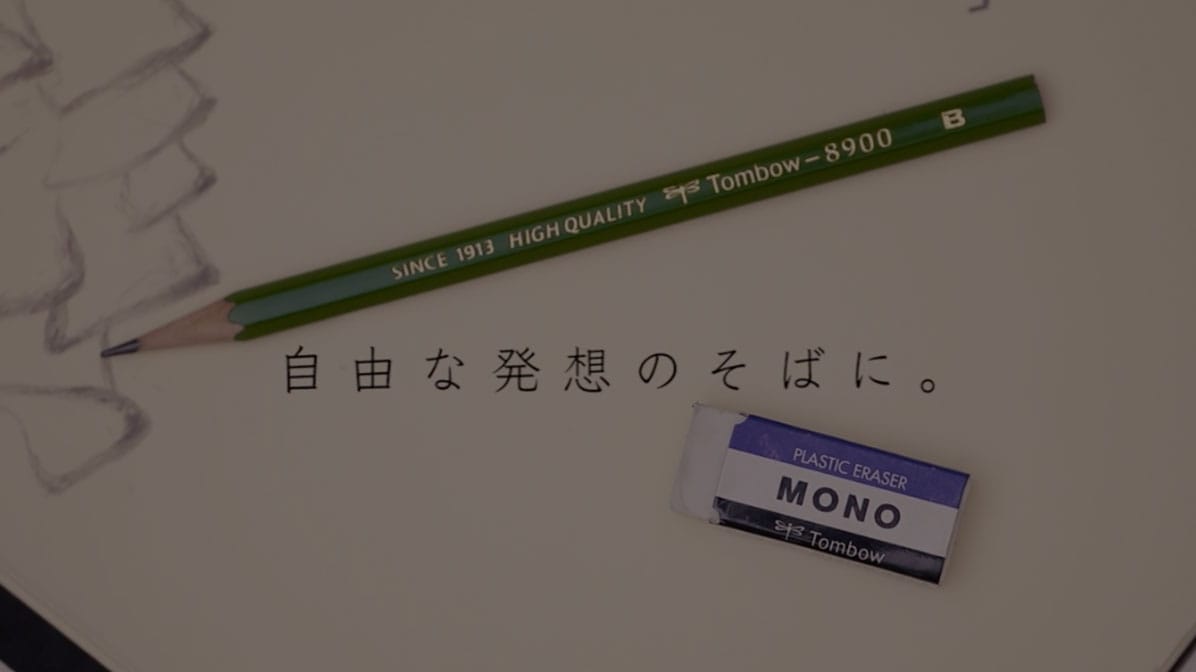 SINCE 1913 HIGH QUALITY Tombow-8900 B
自由な発想のそばに。
PLASTIC ERASER
MONO
Tombow